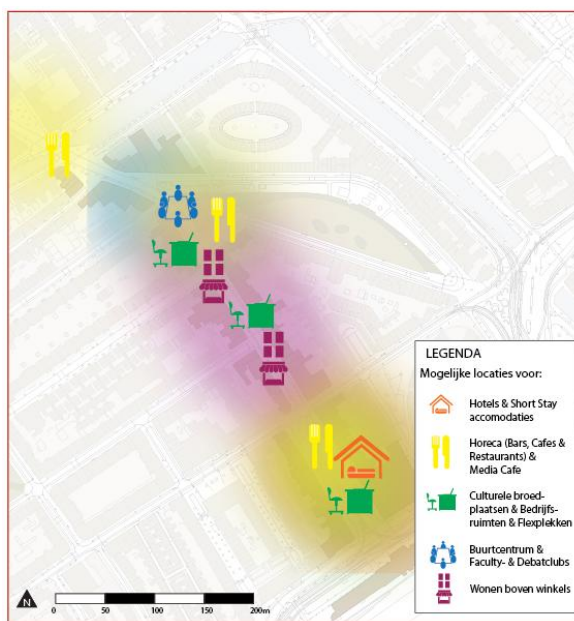 LEGENDA
Mogelijke locaties voor:
Hotels & Short Stay
accomodaties
Horeca (Bars, Cafes &
Restaurants) &
Media Cafe
Culturele broed-
plaatsen & Bedrijfs-
ruimten & Flexplekken
Buurtcentrum &
Faculty- & Debatclubs
Wonen boven winkels
N
0 50 100 150 200m